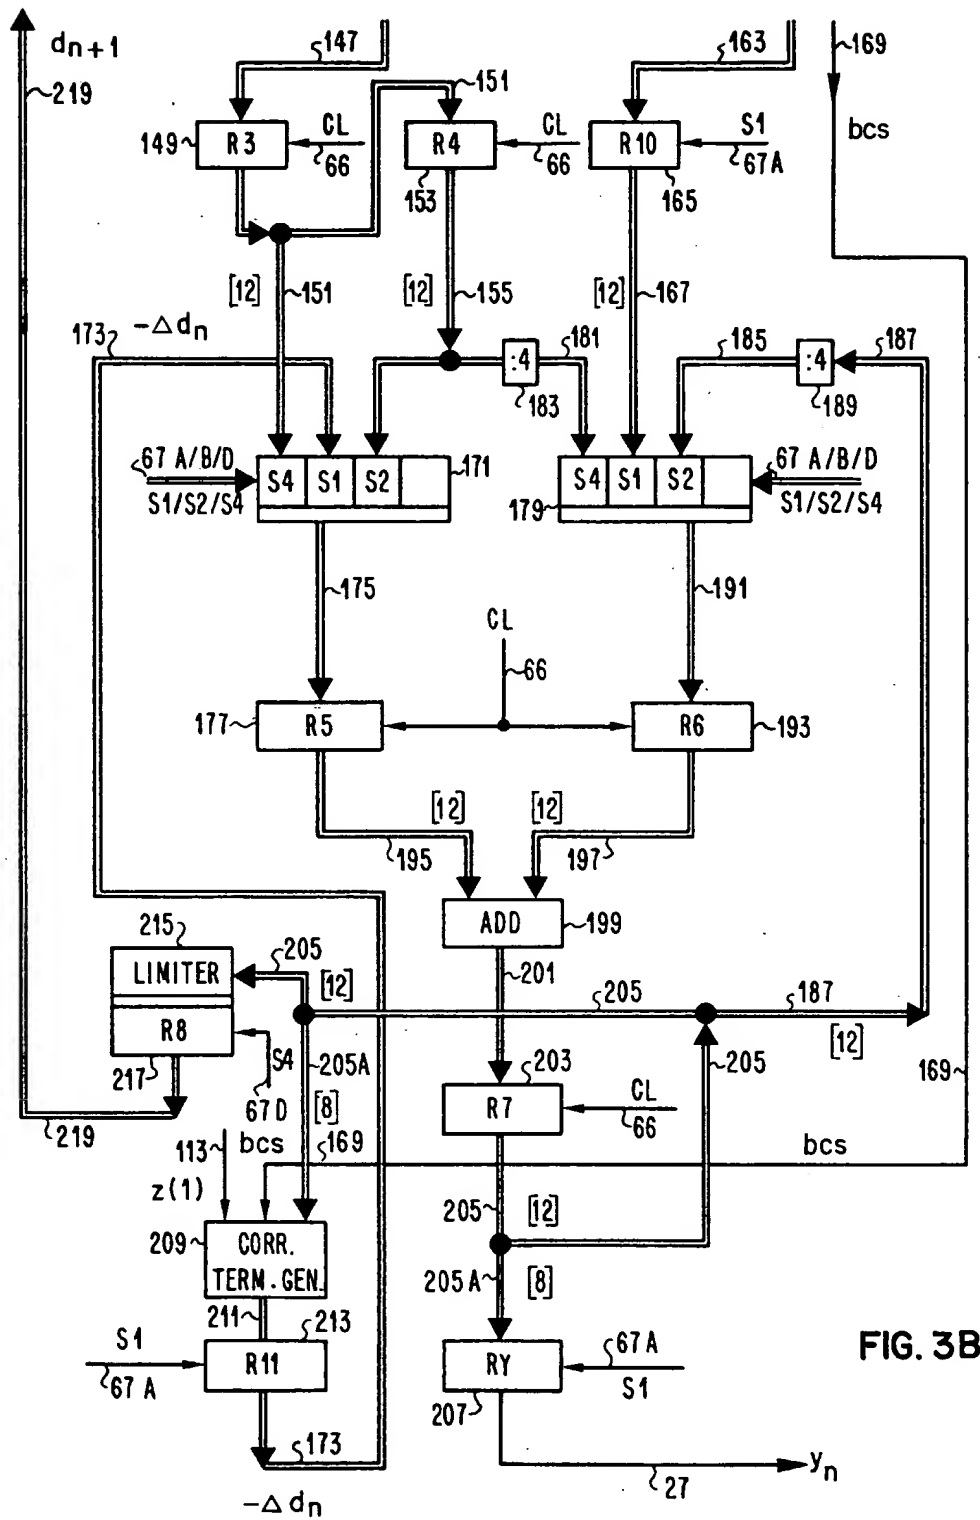 d n+1
147
163
169
219
151
bcs
149
R3
CL
66
R4
CL
66
R10
S1
67A
153
165
[12]
151
[12]
155
[12]
167
173
-Δ d n
:4
181
183
185
:4
187
189
67 A/B/D
S1/S2/S4
S4
S1
S2
171
S4
S1
S2
179
67 A/B/D
S1/S2/S4
175
191
CL
66
177
R5
R6
193
[12]
[12]
195
197
ADD
199
215
205
LIMITER
[12]
201
205
187
[12]
R8
205A
203
205
217
S4
67D
[8]
R7
CL
66
169
219
113
bcs
169
bcs
z(1)
205
[12]
209
CORR.
TERM. GEN.
205A
[8]
211
213
S1
67A
R11
RY
67A
S1
207
FIG. 3B
173
y n
27
-Δ d n